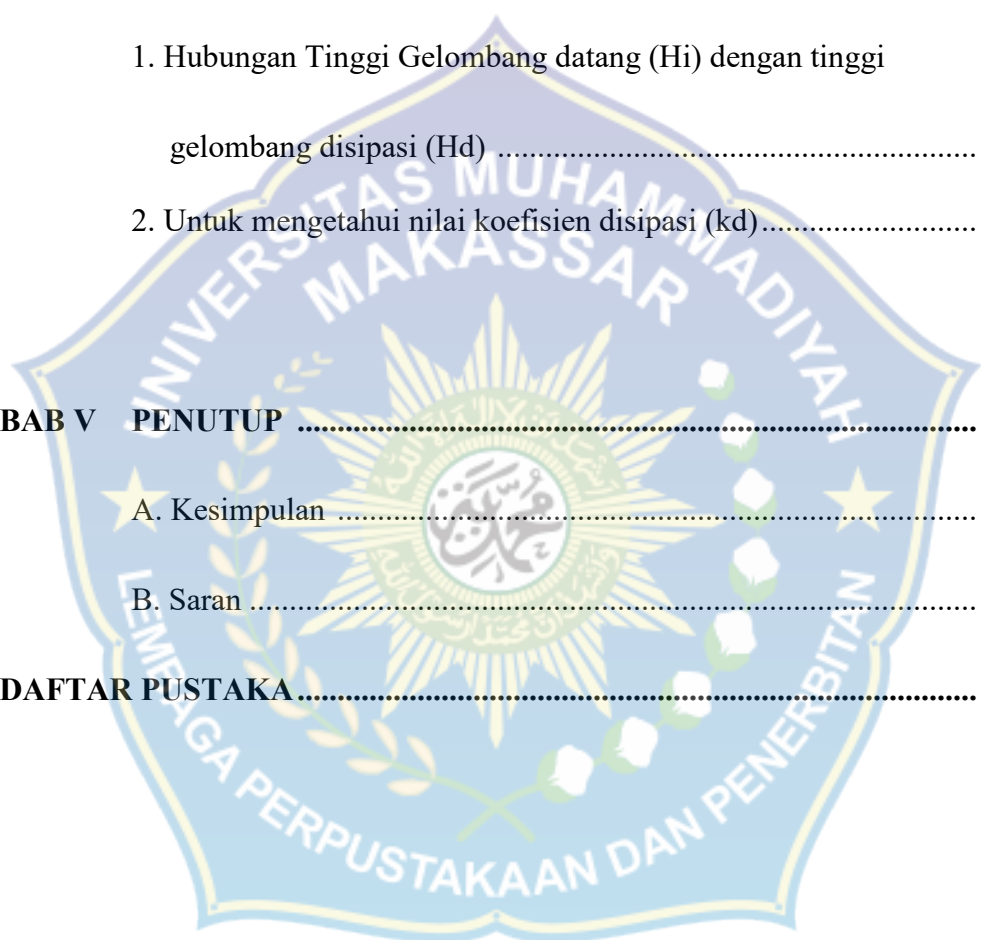 1. Hubungan Tinggi Gelombang datang (Hi) dengan tinggi
gelombang disipasi (Hd) ..........................................................
UNIVERSITAS MUHAMMADIYAH
2. Untuk mengetahui nilai koefisien disipasi (kd)..........................
MAKASSAR
BAB V PENUTUP ..................................................................................
A. Kesimpulan .............................................................................
B. Saran ........................................................................................
DAFTAR PUSTAKA..................................................................................
LEMBAGA PERPUSTAKAAN DAN PENERBITAN